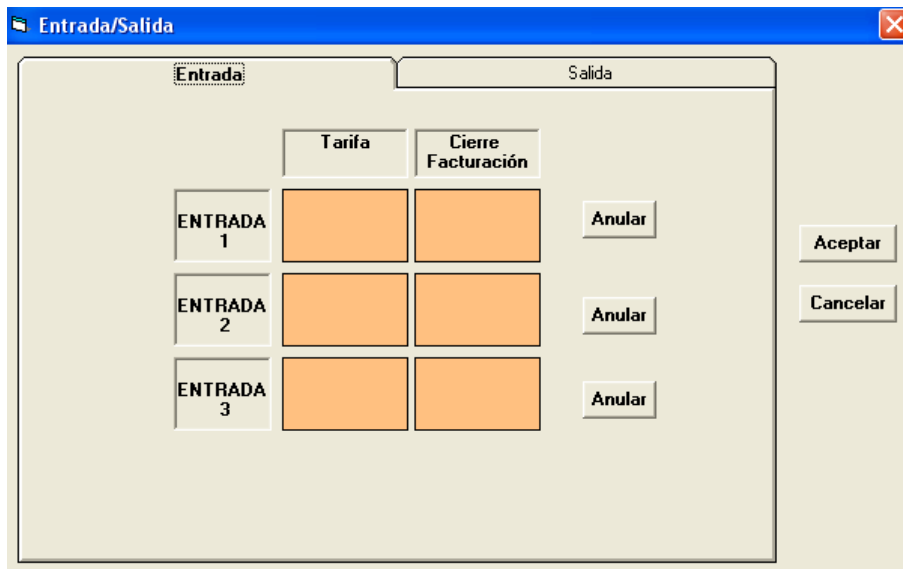 Entrada/Salida
Entrada
Salida
Tarifa
Cierre
Facturación
ENTRADA
1
Anular
ENTRADA
2
Anular
ENTRADA
3
Anular
Aceptar
Cancelar